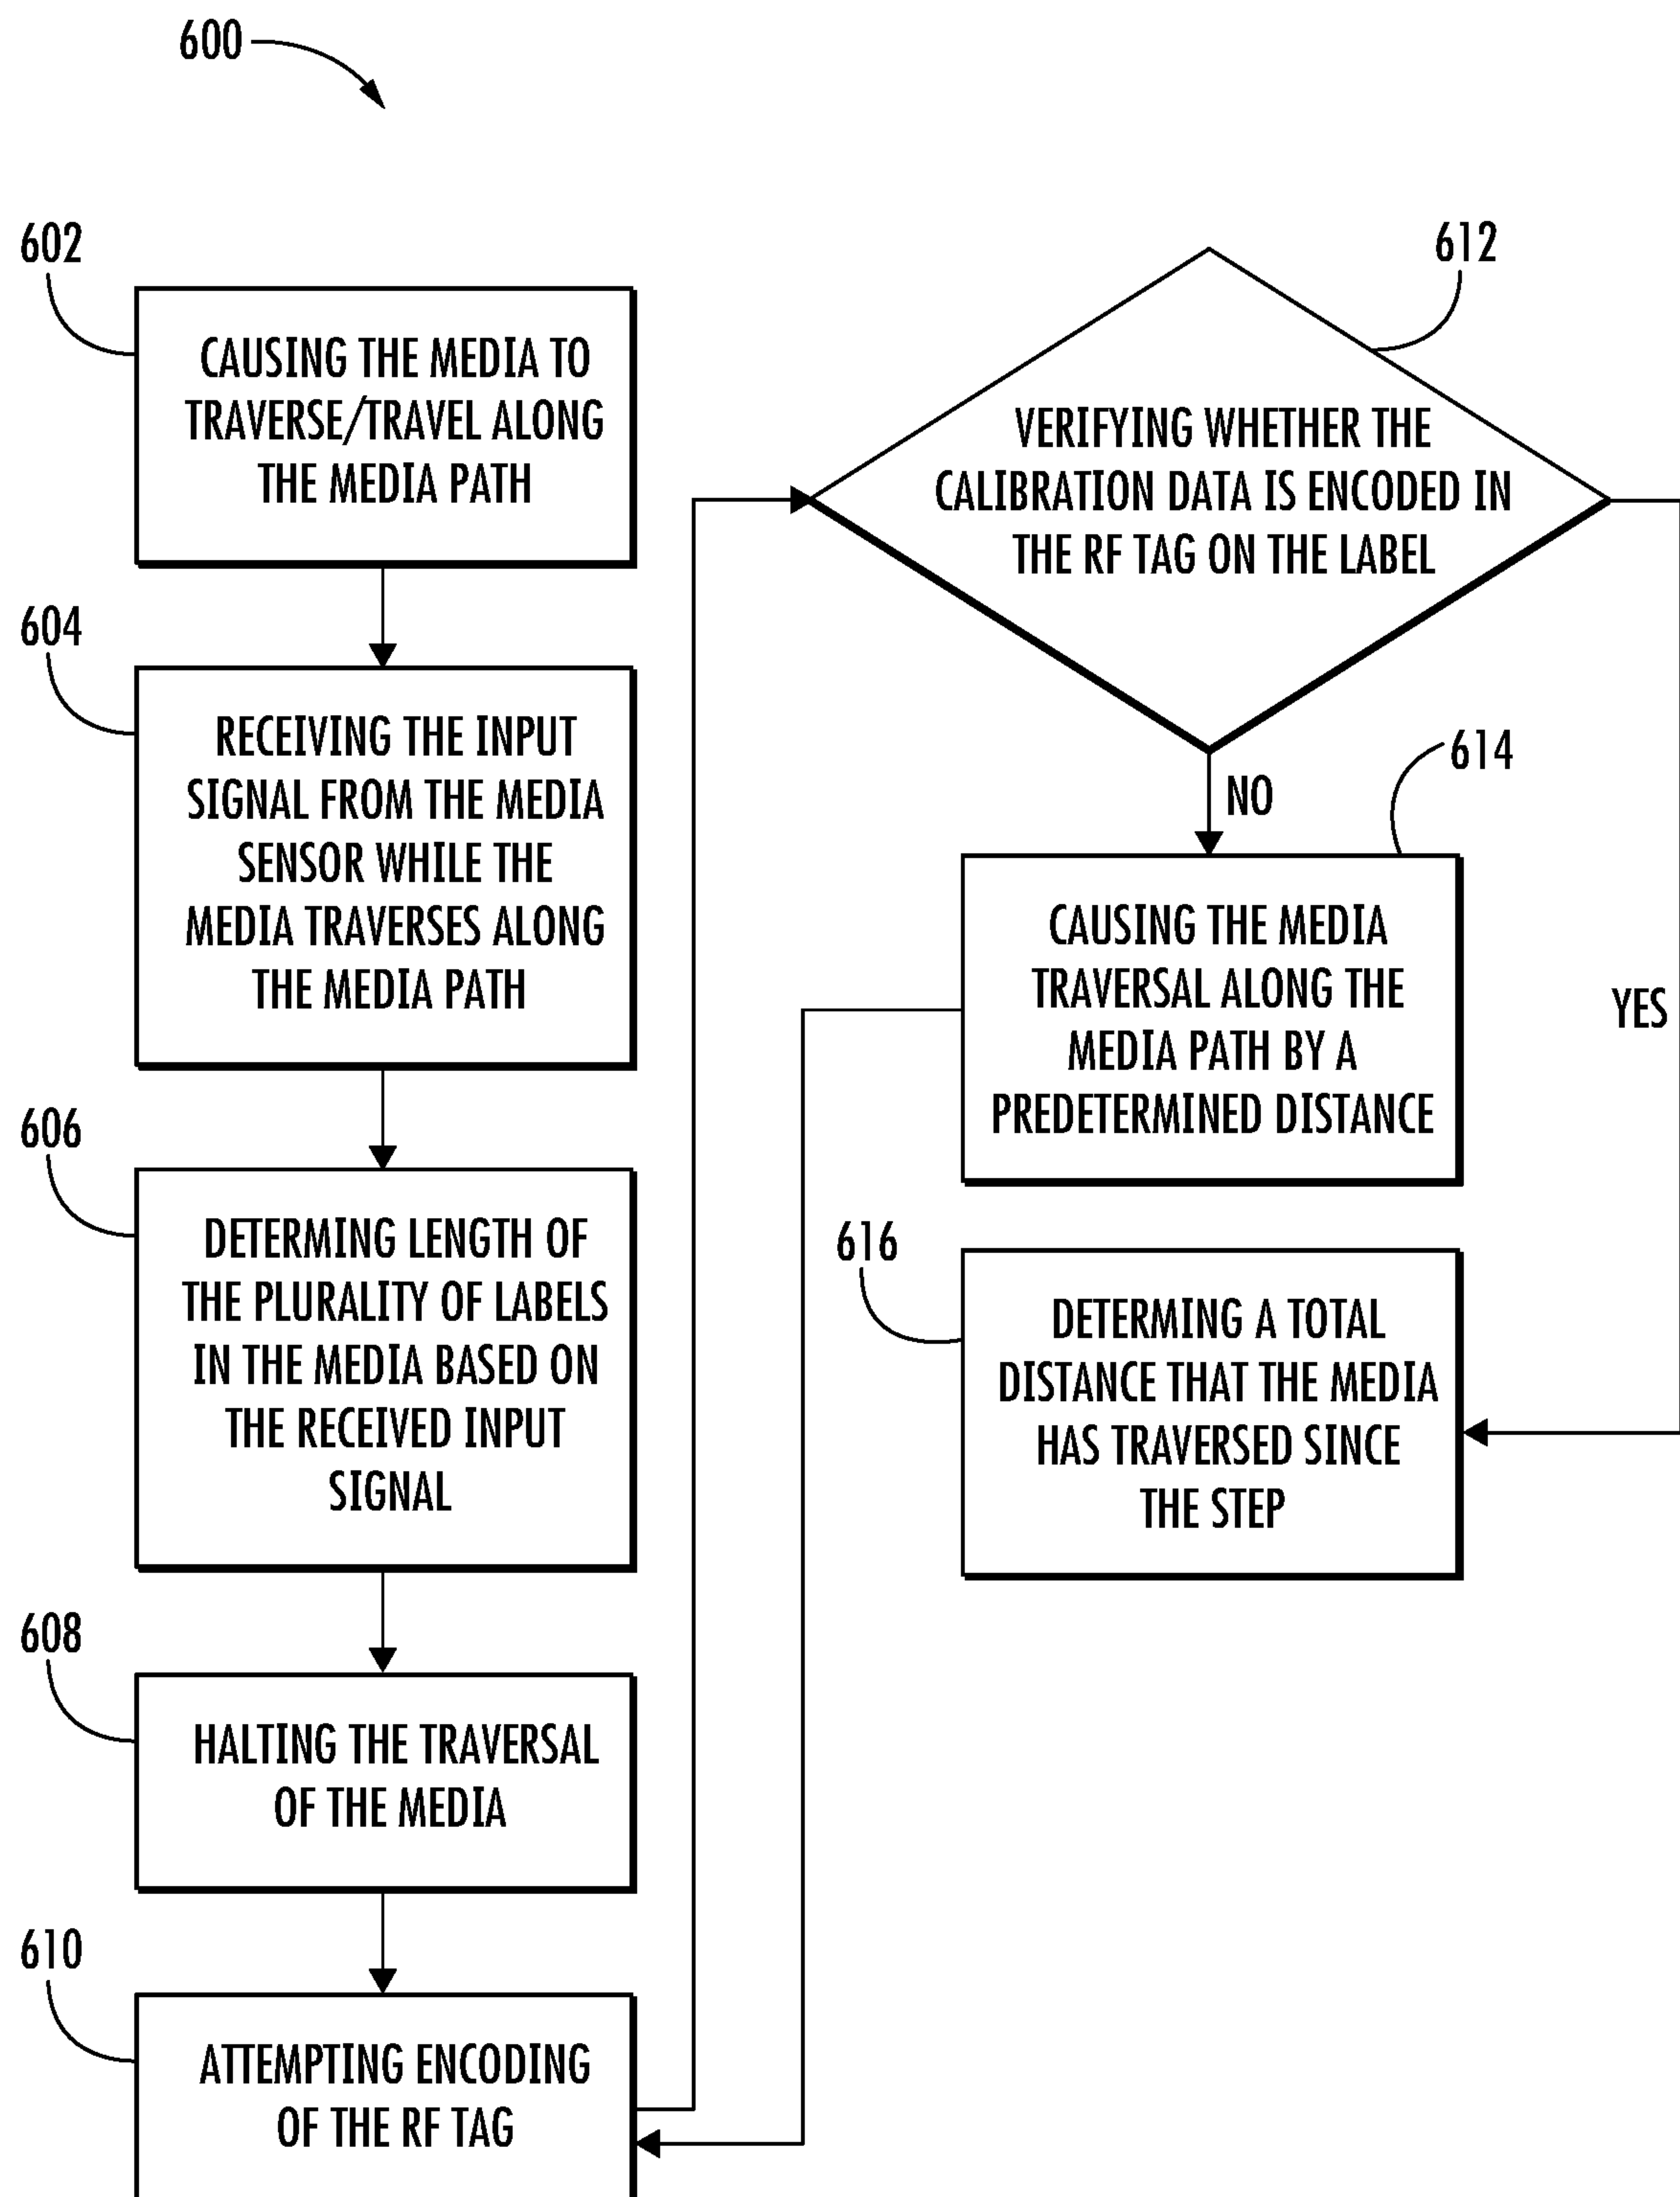 600
602
CAUSING THE MEDIA TO
TRAVERSE/TRAVEL ALONG
THE MEDIA PATH
604
RECEIVING THE INPUT
SIGNAL FROM THE MEDIA
SENSOR WHILE THE
MEDIA TRAVERSES ALONG
THE MEDIA PATH
606
DETERMING LENGTH OF
THE PLURALITY OF LABELS
IN THE MEDIA BASED ON
THE RECEIVED INPUT
SIGNAL
608
HALTING THE TRAVERSAL
OF THE MEDIA
610
ATTEMPTING ENCODING
OF THE RF TAG
612
VERIFYING WHETHER THE
CALIBRATION DATA IS ENCODED IN
THE RF TAG ON THE LABEL
NO
YES
614
CAUSING THE MEDIA
TRAVERSAL ALONG THE
MEDIA PATH BY A
PREDETERMINED DISTANCE
616
DETERMING A TOTAL
DISTANCE THAT THE MEDIA
HAS TRAVERSED SINCE
THE STEP